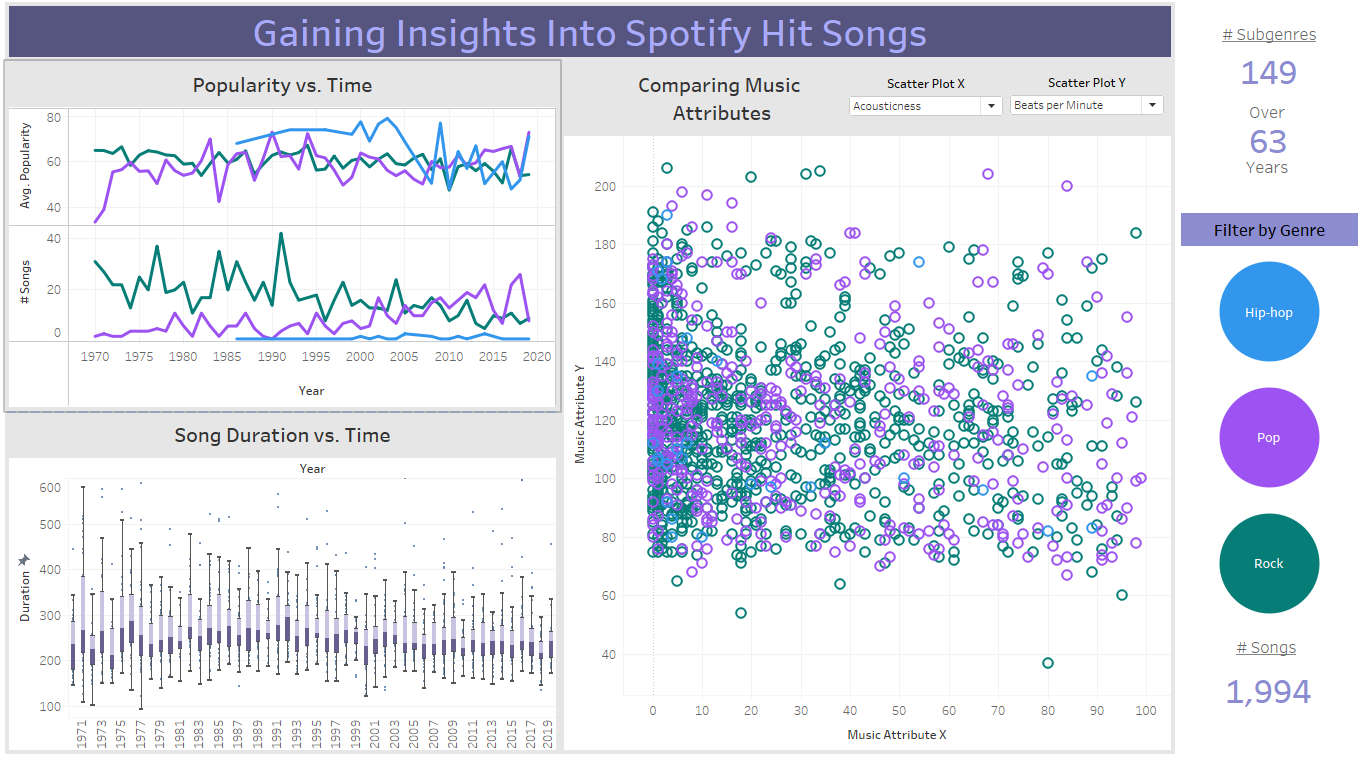 Gaining Insights Into Spotify Hit Songs
Popularity vs. Time
Avg. Popularity
80
60
40
# Songs
40
20
0
1970 1975 1980 1985 1990 1995 2000 2005 2010 2015 2020
Year
Song Duration vs. Time
Year
Duration
600
500
400
300
200
100
1971 1973 1975 1977 1979 1981 1983 1985 1987 1989 1991 1993 1995 1997 1999 2001 2003 2005 2007 2009 2011 2013 2015 2017 2019
Comparing Music
Attributes
Scatter Plot X
Acousticness
Scatter Plot Y
Beats per Minute
Music Attribute Y
200
180
160
140
120
100
80
60
40
0 10 20 30 40 50 60 70 80 90 100
Music Attribute X
# Subgenres
149
Over
63
Years
Filter by Genre
Hip-hop
Pop
Rock
# Songs
1,994